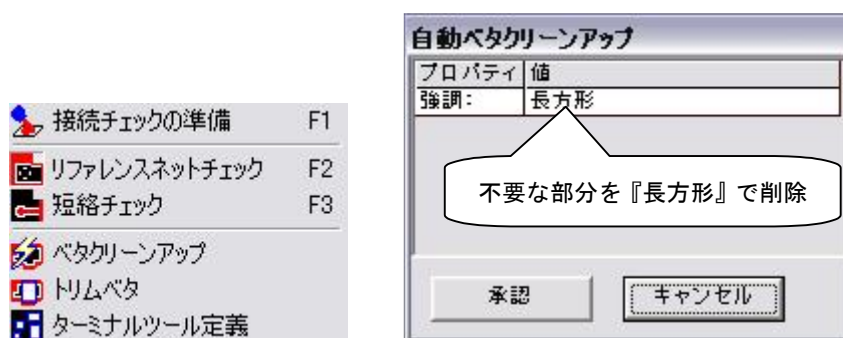 接続チェックの準備 F1
リファレンスネットチェック F2
短絡チェック F3
ベタクリーンアップ
トリムベタ
ターミナルツール定義
自動ベタクリーンアップ
プロパティ 値
強調: 長方形
不要な部分を『長方形』で削除
承認 キャンセル